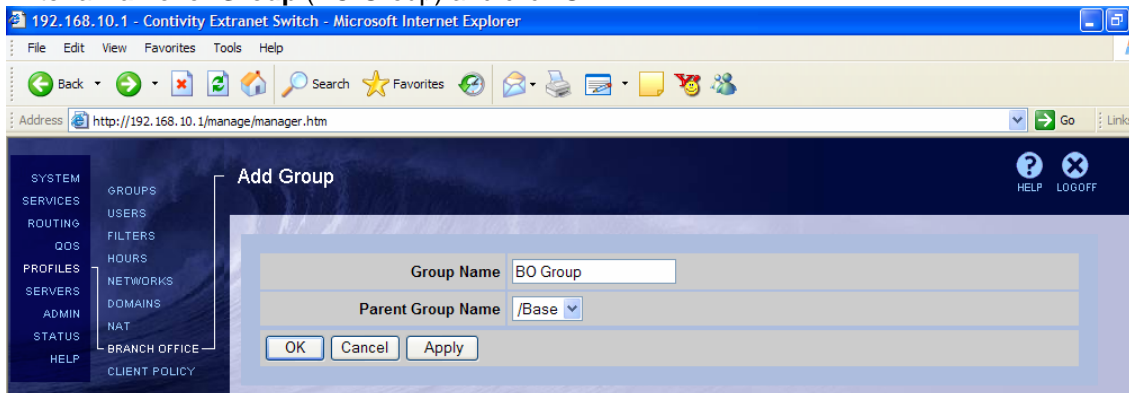 192.168.10.1 - Contivity Extranet Switch - Microsoft Internet Explorer
File Edit View Favorites Tools Help
Back Search Favorites
Address http://192.168.10.1/manage/manager.htm Go Links
SYSTEM
SERVICES
ROUTING
QOS
PROFILES
SERVERS
ADMIN
STATUS
HELP
GROUPS
USERS
FILTERS
HOURS
NETWORKS
DOMAINS
NAT
BRANCH OFFICE
CLIENT POLICY
Add Group
HELP LOGOFF
Group Name BO Group
Parent Group Name /Base
OK Cancel Apply